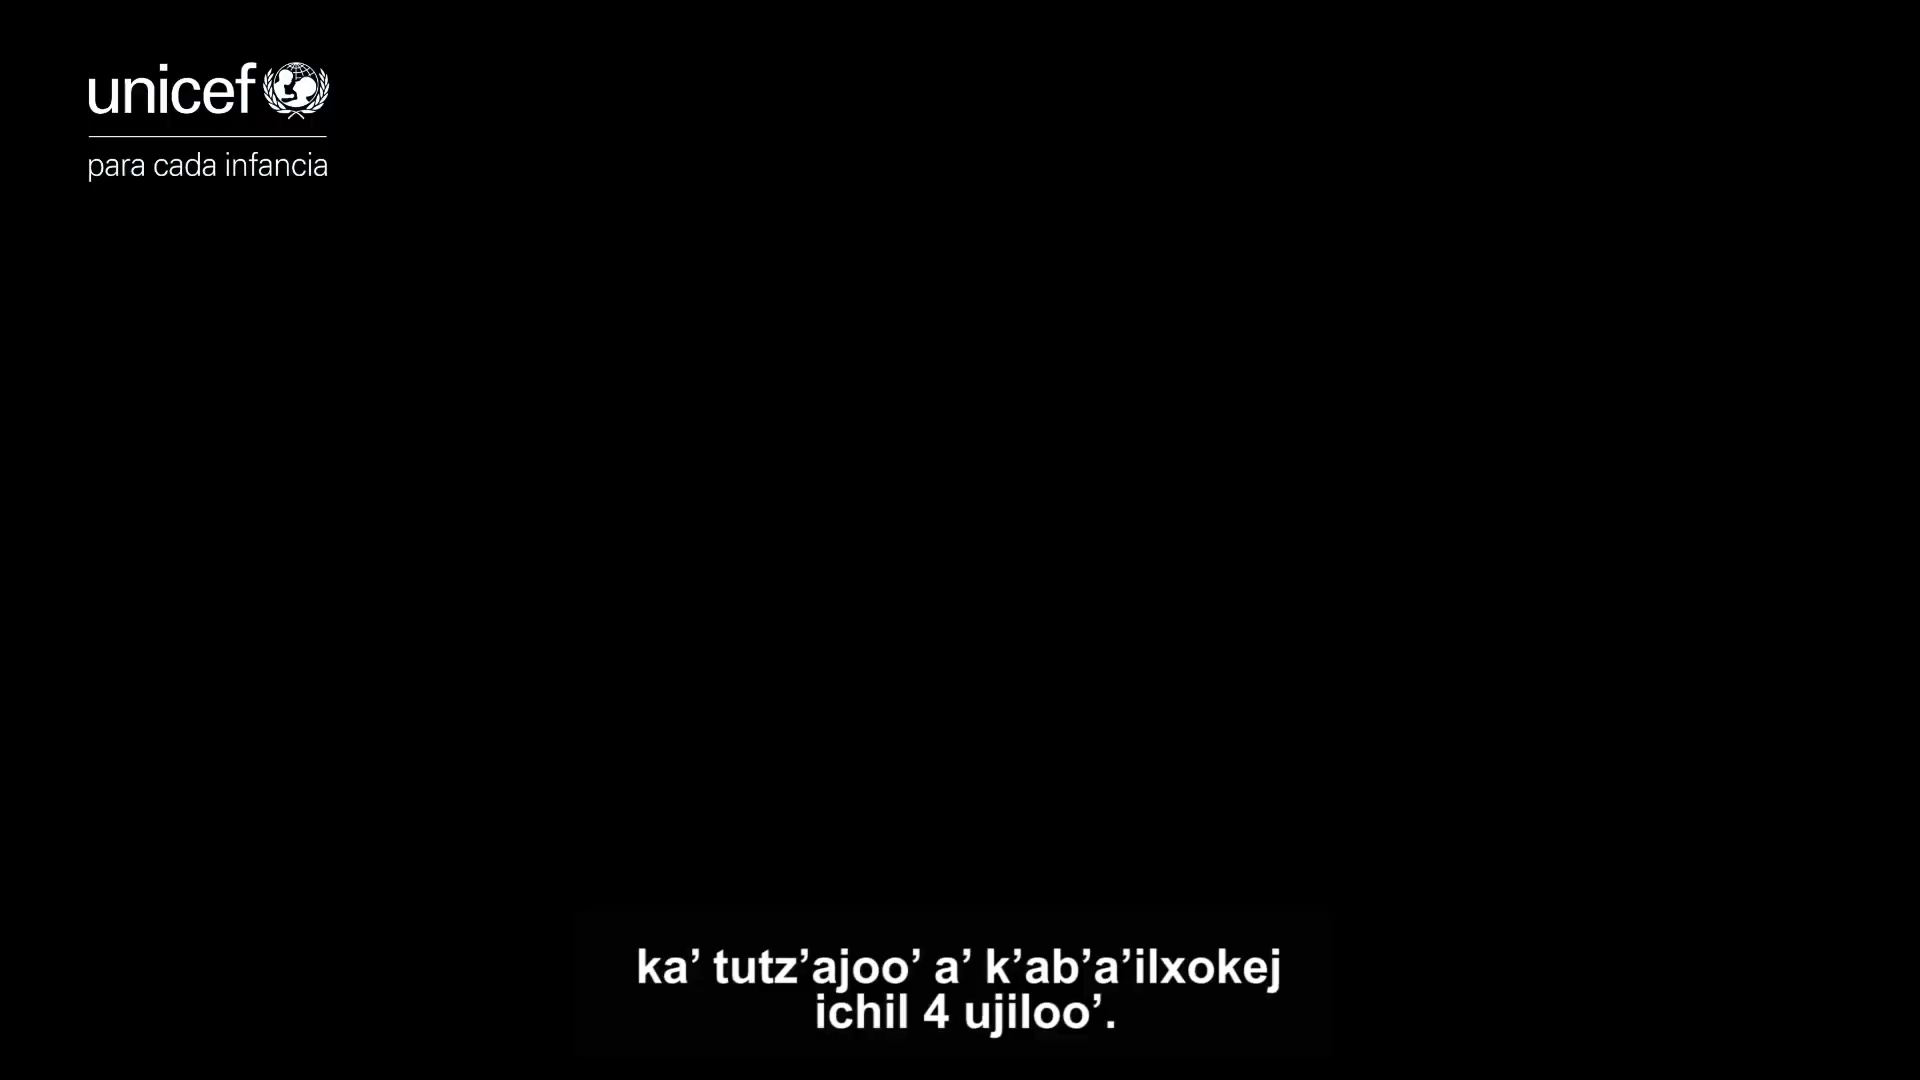 unicef
para cada infancia
ka’ tutz’ajoo’ a’ k’ab’a’ilxokej
ichil 4 ujiloo’.